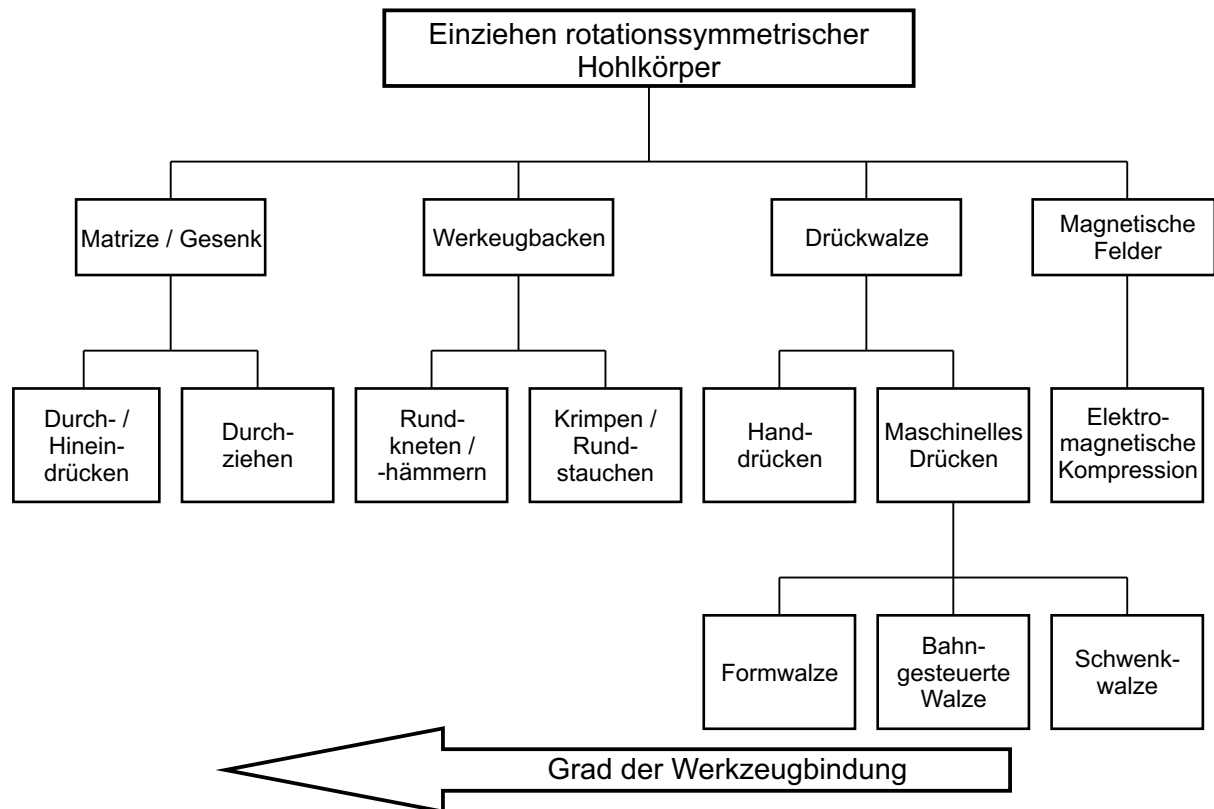 Einziehen rotationssymmetrischer
Hohlkörper
Matrize / Gesenk
Werkeugbacken
Drückwalze
Magnetische
Felder
Durch- /
Hinein-
drücken
Durch-
ziehen
Rund-
kneten /
-hämmern
Krimpen /
Rund-
stauchen
Hand-
drücken
Maschinelles
Drücken
Elektro-
magnetische
Kompression
Formwalze
Bahn-
gesteuerte
Walze
Schwenk-
walze
Grad der Werkzeugbindung